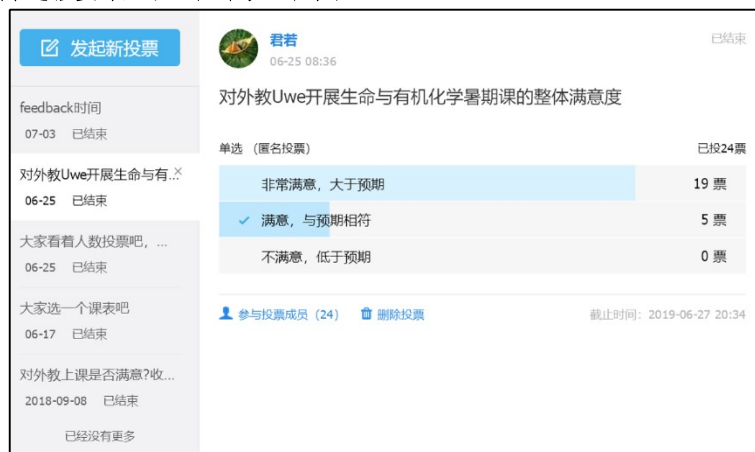 发起新投票
feedback时间
07-03 已结束
对外教Uwe开展生命与有...
06-25 已结束
大家看着人数投票吧，...
06-25 已结束
大家选一个课表吧
06-17 已结束
对外教上课是否满意?收...
2018-09-08 已结束
已经没有更多
君若
已结束
06-25 08:36
对外教Uwe开展生命与有机化学暑期课的整体满意度
单选 （匿名投票） 已投24票
非常满意，大于预期 19 票
满意，与预期相符 5 票
不满意，低于预期 0 票
参与投票成员（24） 删除投票 截止时间：2019-06-27 20:34